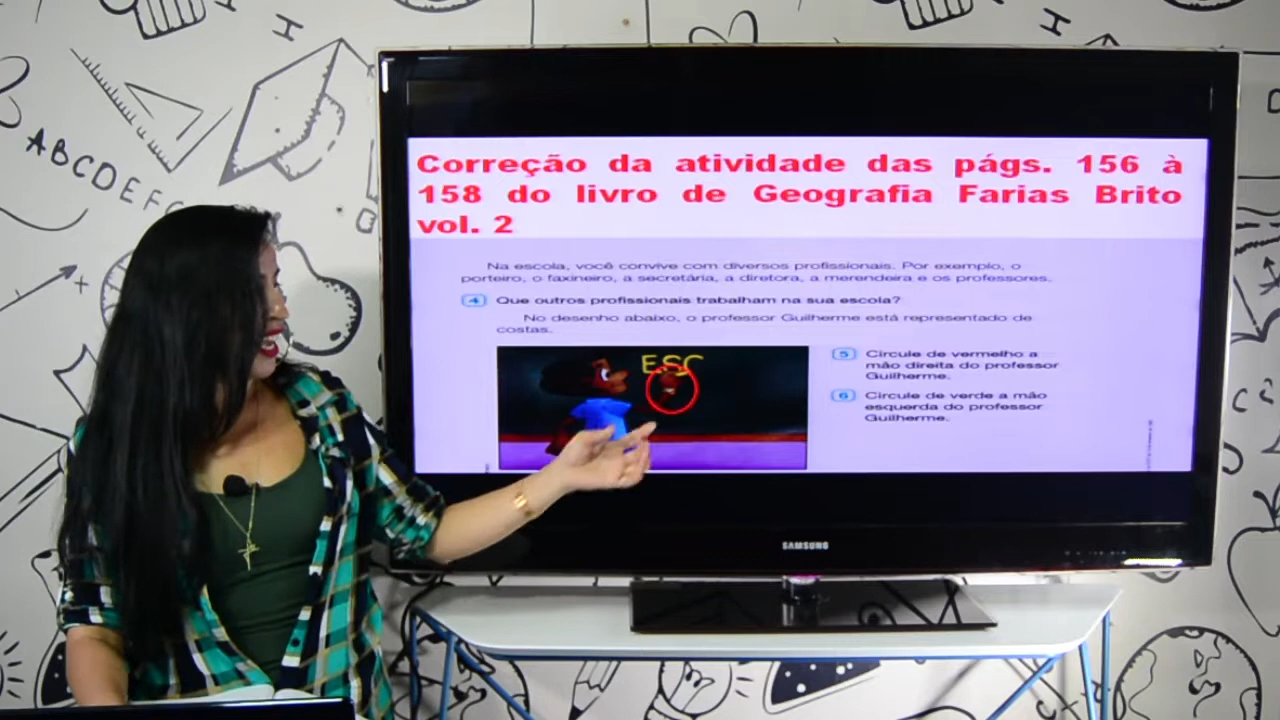 ABCDEFG
Correção da atividade das págs. 156 à
158 do livro de Geografia Farias Brito
vol. 2
Na escola, você convive com diversos profissionais. Por exemplo, o
porteiro, o faxineiro, a secretária, a diretora, a merendeira e os professores.
4 Que outros profissionais trabalham na sua escola?
No desenho abaixo, o professor Guilherme está representado de
costas.
ESC
5 Circule de vermelho a
mão direita do professor
Guilherme.
6 Circule de verde a mão
esquerda do professor
Guilherme.
SAMSUNG